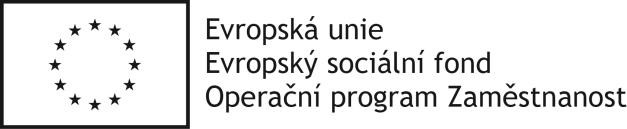 Evropská unie
Evropský sociální fond
Operační program Zaměstnanost